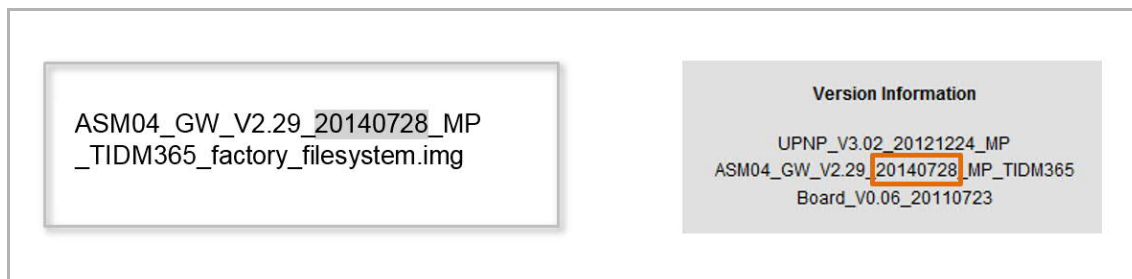 ASM04_GW_V2.29_20140728_MP
_TIDM365_factory_filesystem.img
Version Information
UPNP_V3.02_20121224_MP
ASM04_GW_V2.29_20140728_MP_TIDM365
Board_V0.06_20110723